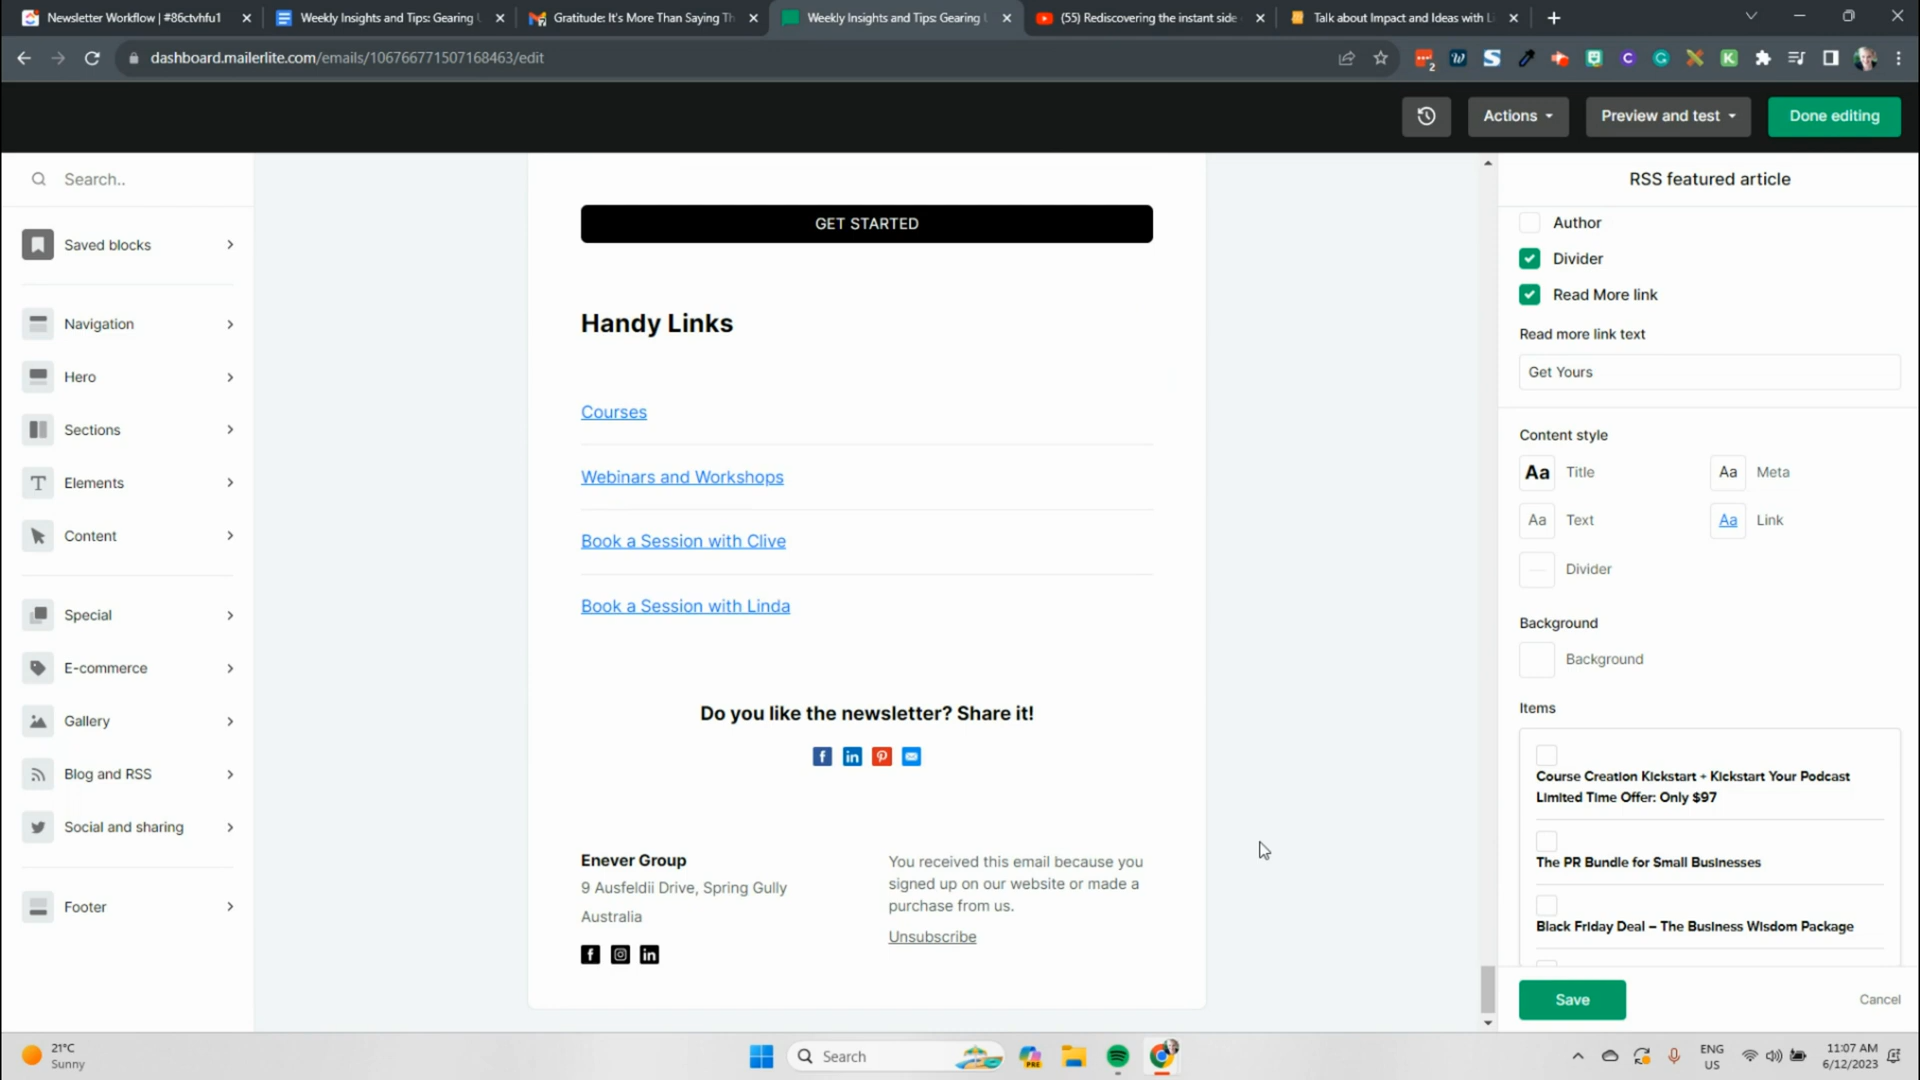 Newsletter Workflow | #86ctvhfu1
Weekly Insights and Tips: Gearing
Gratitude: It's More Than Saying Th
Weekly Insights and Tips: Gearing
(55) Rediscovering the instant side
Talk about Impact and Ideas with L
dashboard.mailerlite.com/emails/106766771507168463/edit
Actions
Preview and test
Done editing
Search..
Saved blocks
Navigation
Hero
Sections
Elements
Content
Special
E-commerce
Gallery
Blog and RSS
Social and sharing
Footer
GET STARTED
Handy Links
Courses
Webinars and Workshops
Book a Session with Clive
Book a Session with Linda
Do you like the newsletter? Share it!
Enever Group
9 Ausfeldii Drive, Spring Gully
Australia
You received this email because you
signed up on our website or made a
purchase from us.
Unsubscribe
RSS featured article
Author
Divider
Read More link
Read more link text
Get Yours
Content style
Aa Title
Aa Meta
Aa Text
Aa Link
Divider
Background
Background
Items
Course Creation Kickstart + Kickstart Your Podcast
Limited Time Offer: Only $97
The PR Bundle for Small Businesses
Black Friday Deal – The Business Wisdom Package
Save
Cancel
21°C
Sunny
Search
PRE
ENG
US
11:07 AM
6/12/2023